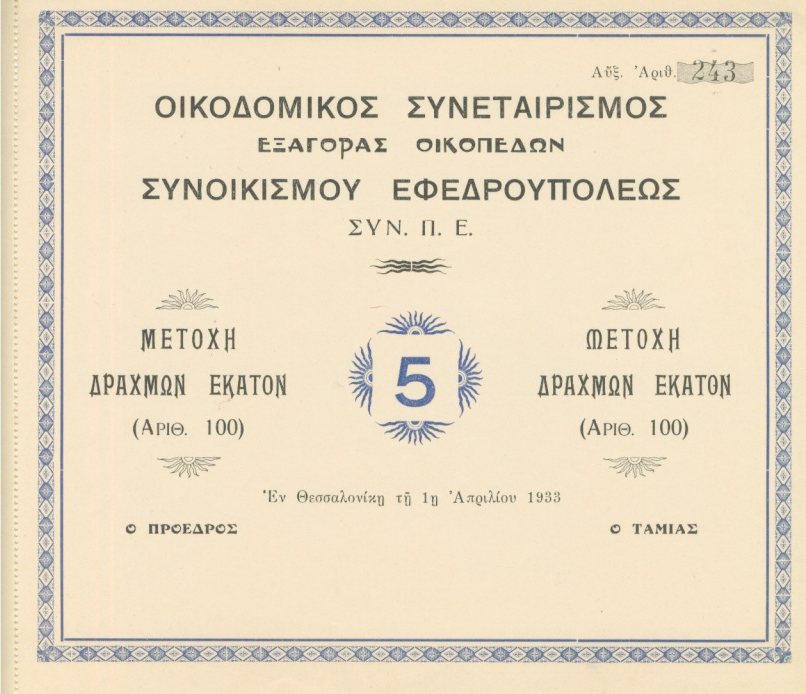 Αὔξ. Ἀριθ. 243
ΟΙΚΟΔΟΜΙΚΟΣ ΣΥΝΕΤΑΙΡΙΣΜΟΣ
ΕΞΑΓΟΡΑΣ ΟΙΚΟΠΕΔΩΝ
ΣΥΝΟΙΚΙΣΜΟΥ ΕΦΕΔΡΟΥΠΟΛΕΩΣ
ΣΥΝ. Π. Ε.
ΜΕΤΟΧΗ
ΔΡΑΧΜΩΝ ΕΚΑΤΟΝ
(ΑΡΙΘ. 100)
5
ΜΕΤΟΧΗ
ΔΡΑΧΜΩΝ ΕΚΑΤΟΝ
(ΑΡΙΘ. 100)
Ἐν Θεσσαλονίκῃ τῇ 1ῃ Ἀπριλίου 1933
Ο ΠΡΟΕΔΡΟΣ
Ο ΤΑΜΙΑΣ